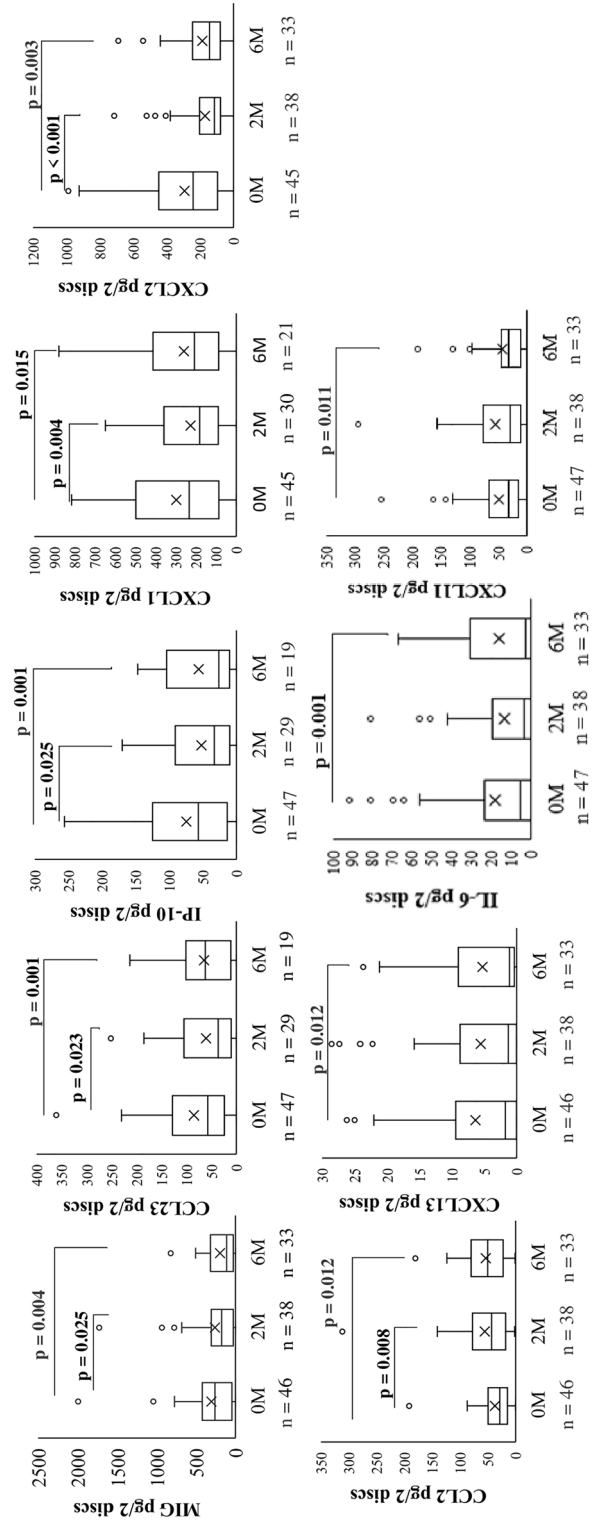 MIG pg/2 discs
2500
2000
1500
1000
500
0
p = 0.004
p = 0.025
0M 2M 6M
n = 46 n = 38 n = 33
CCL23 pg/2 discs
400
350
300
250
200
150
100
50
0
p = 0.001
p = 0.023
0M 2M 6M
n = 47 n = 29 n = 19
IP-10 pg/2 discs
300
250
200
150
100
50
0
p = 0.001
p = 0.025
0M 2M 6M
n = 47 n = 29 n = 19
CXCL1 pg/2 discs
1000
900
800
700
600
500
400
300
200
100
0
p = 0.015
p = 0.004
0M 2M 6M
n = 45 n = 30 n = 21
CXCL2 pg/2 discs
1200
1000
800
600
400
200
0
p = 0.003
p < 0.001
0M 2M 6M
n = 45 n = 38 n = 33
CCL2 pg/2 discs
350
300
250
200
150
100
50
0
p = 0.012
p = 0.008
0M 2M 6M
n = 46 n = 38 n = 33
CXCL13 pg/2 discs
30
25
20
15
10
5
0
p = 0.012
0M 2M 6M
n = 46 n = 38 n = 33
IL-6 pg/2 discs
100
90
80
70
60
50
40
30
20
10
0
p = 0.001
0M 2M 6M
n = 47 n = 38 n = 33
CXCL11 pg/2 discs
350
300
250
200
150
100
50
0
p = 0.011
0M 2M 6M
n = 47 n = 38 n = 33